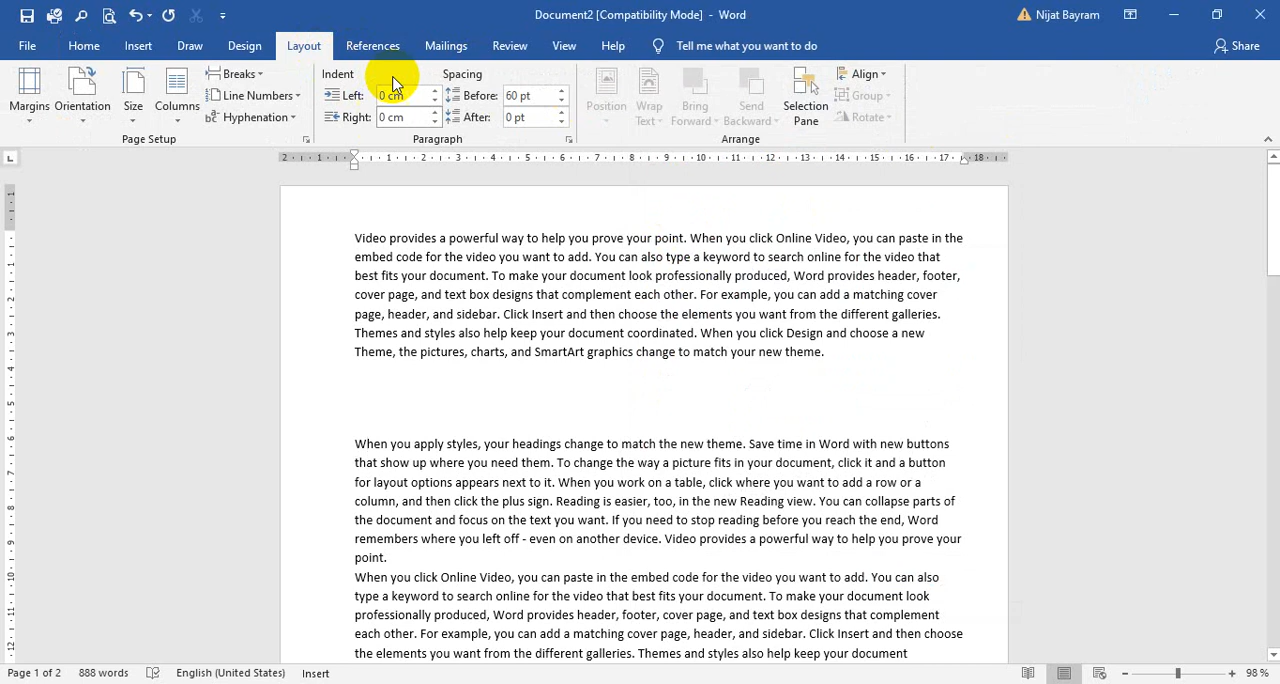 Document2 [Compatibility Mode] - Word
Nijat Bayram
File Home Insert Draw Design Layout References Mailings Review View Help Tell me what you want to do Share
Margins Orientation Size Columns
Breaks
Line Numbers
Hyphenation
Page Setup
Indent
Left: 0 cm
Right: 0 cm
Spacing
Before: 60 pt
After: 0 pt
Paragraph
Position
Wrap Text
Bring Forward
Send Backward
Selection Pane
Align
Group
Rotate
Arrange
2 1 1 2 3 4 5 6 7 8 9 10 11 12 13 14 15 16 17 18
Video provides a powerful way to help you prove your point. When you click Online Video, you can paste in the
embed code for the video you want to add. You can also type a keyword to search online for the video that
best fits your document. To make your document look professionally produced, Word provides header, footer,
cover page, and text box designs that complement each other. For example, you can add a matching cover
page, header, and sidebar. Click Insert and then choose the elements you want from the different galleries.
Themes and styles also help keep your document coordinated. When you click Design and choose a new
Theme, the pictures, charts, and SmartArt graphics change to match your new theme.
When you apply styles, your headings change to match the new theme. Save time in Word with new buttons
that show up where you need them. To change the way a picture fits in your document, click it and a button
for layout options appears next to it. When you work on a table, click where you want to add a row or a
column, and then click the plus sign. Reading is easier, too, in the new Reading view. You can collapse parts of
the document and focus on the text you want. If you need to stop reading before you reach the end, Word
remembers where you left off - even on another device. Video provides a powerful way to help you prove your
point.
When you click Online Video, you can paste in the embed code for the video you want to add. You can also
type a keyword to search online for the video that best fits your document. To make your document look
professionally produced, Word provides header, footer, cover page, and text box designs that complement
each other. For example, you can add a matching cover page, header, and sidebar. Click Insert and then choose
the elements you want from the different galleries. Themes and styles also help keep your document
Page 1 of 2 888 words English (United States) Insert 98 %